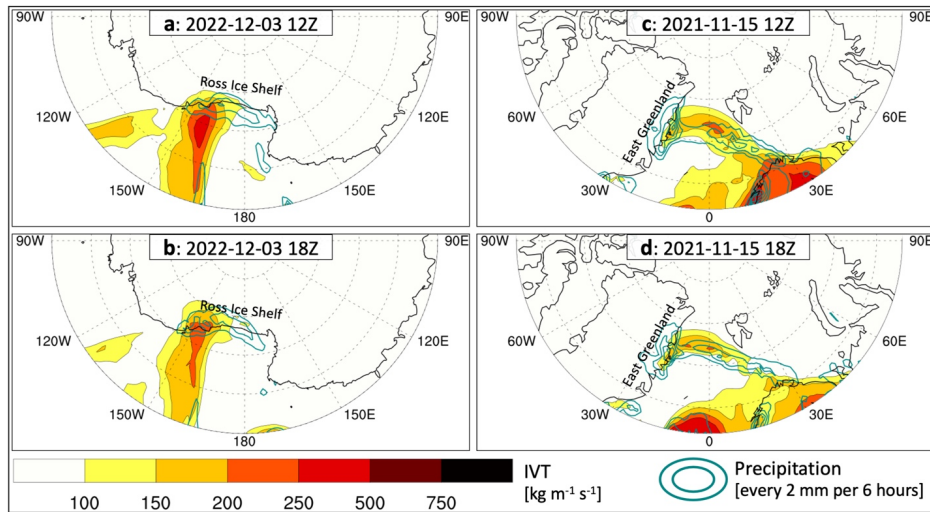 a: 2022-12-03 12Z
90W
90E
Ross Ice Shelf
120W
120E
150W
150E
180
c: 2021-11-15 12Z
90W
90E
East Greenland
60W
60E
30W
30E
0
b: 2022-12-03 18Z
90W
90E
Ross Ice Shelf
120W
120E
150W
150E
180
d: 2021-11-15 18Z
90W
90E
East Greenland
60W
60E
30W
30E
0
100 150 200 250 500 750
IVT
[kg m⁻¹ s⁻¹]
Precipitation
[every 2 mm per 6 hours]